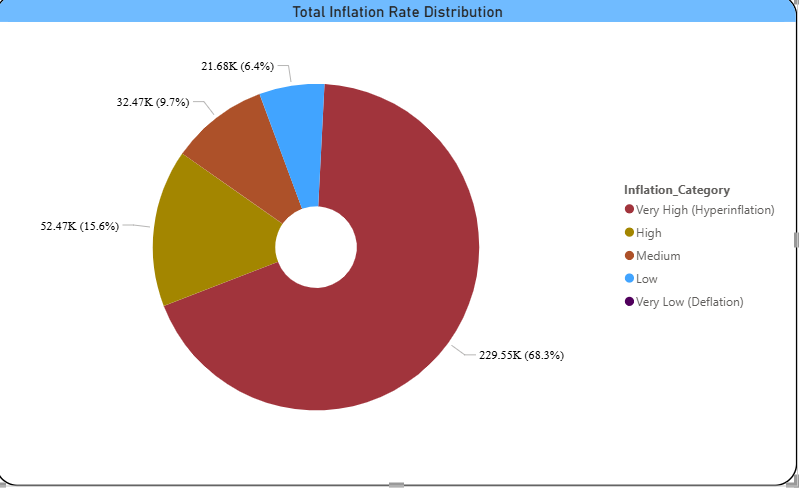 Total Inflation Rate Distribution
21.68K (6.4%)
32.47K (9.7%)
52.47K (15.6%)
229.55K (68.3%)
Inflation_Category
Very High (Hyperinflation)
High
Medium
Low
Very Low (Deflation)